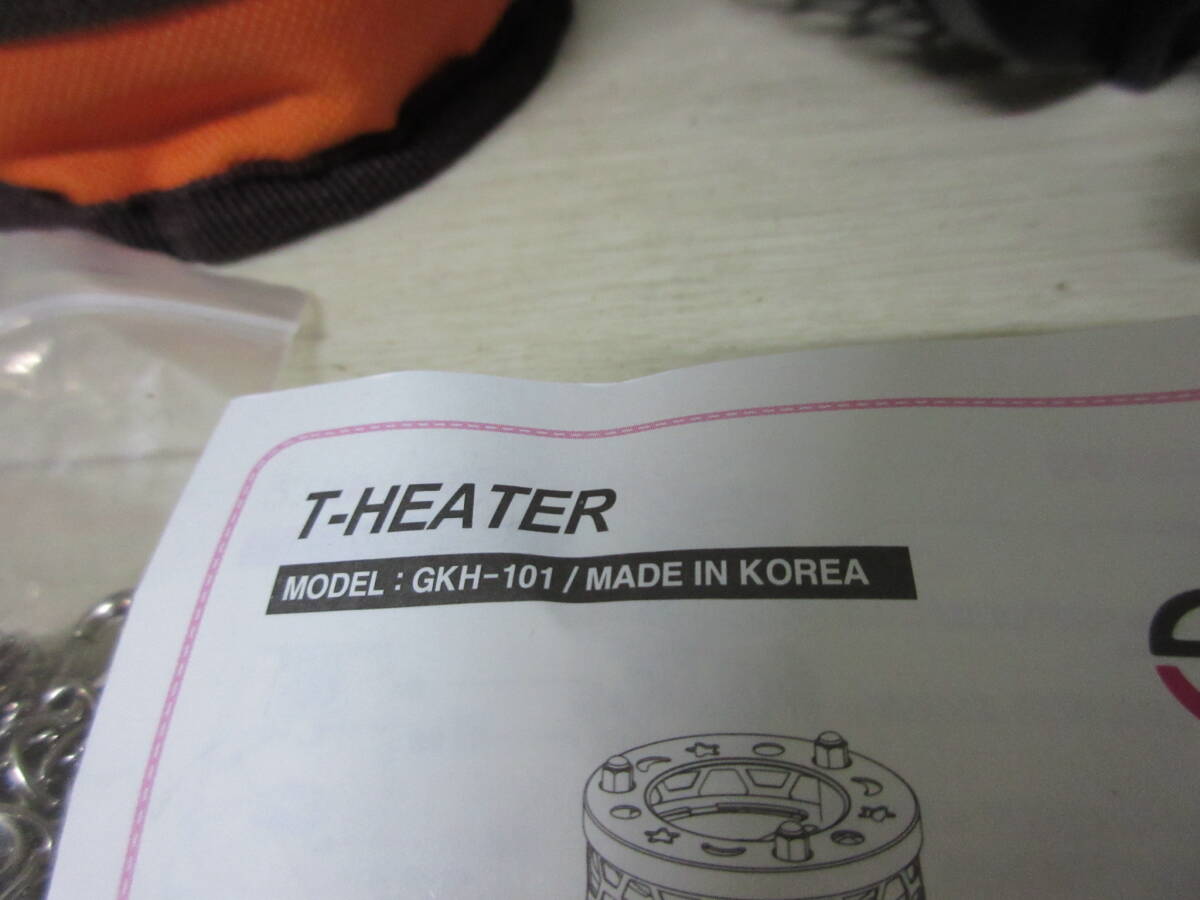 T-HEATER
MODEL : GKH-101 / MADE IN KOREA